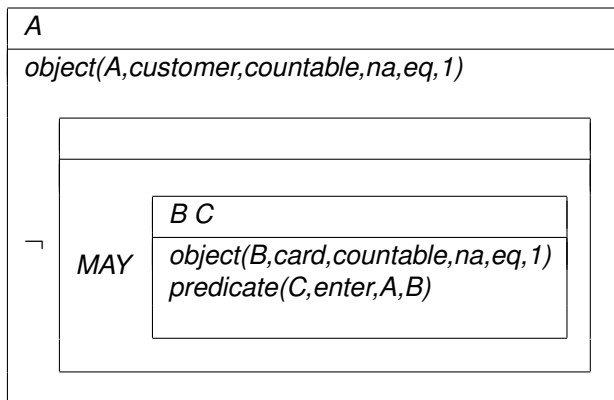 A
object(A,customer,countable,na,eq,1)
B C
¬ MAY object(B,card,countable,na,eq,1)
predicate(C,enter,A,B)